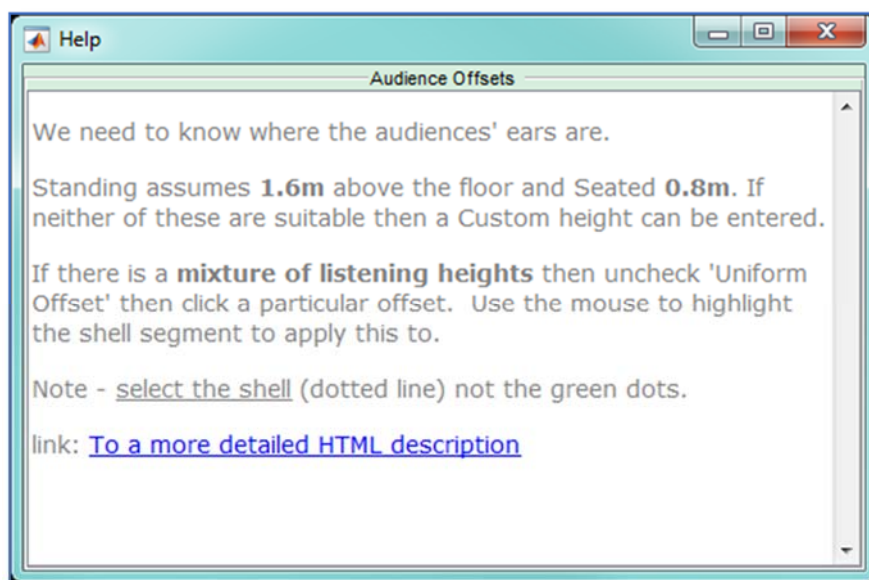 Help
Audience Offsets
We need to know where the audiences' ears are.
Standing assumes 1.6m above the floor and Seated 0.8m. If
neither of these are suitable then a Custom height can be entered.
If there is a mixture of listening heights then uncheck 'Uniform
Offset' then click a particular offset.  Use the mouse to highlight
the shell segment to apply this to.
Note - select the shell (dotted line) not the green dots.
link: To a more detailed HTML description